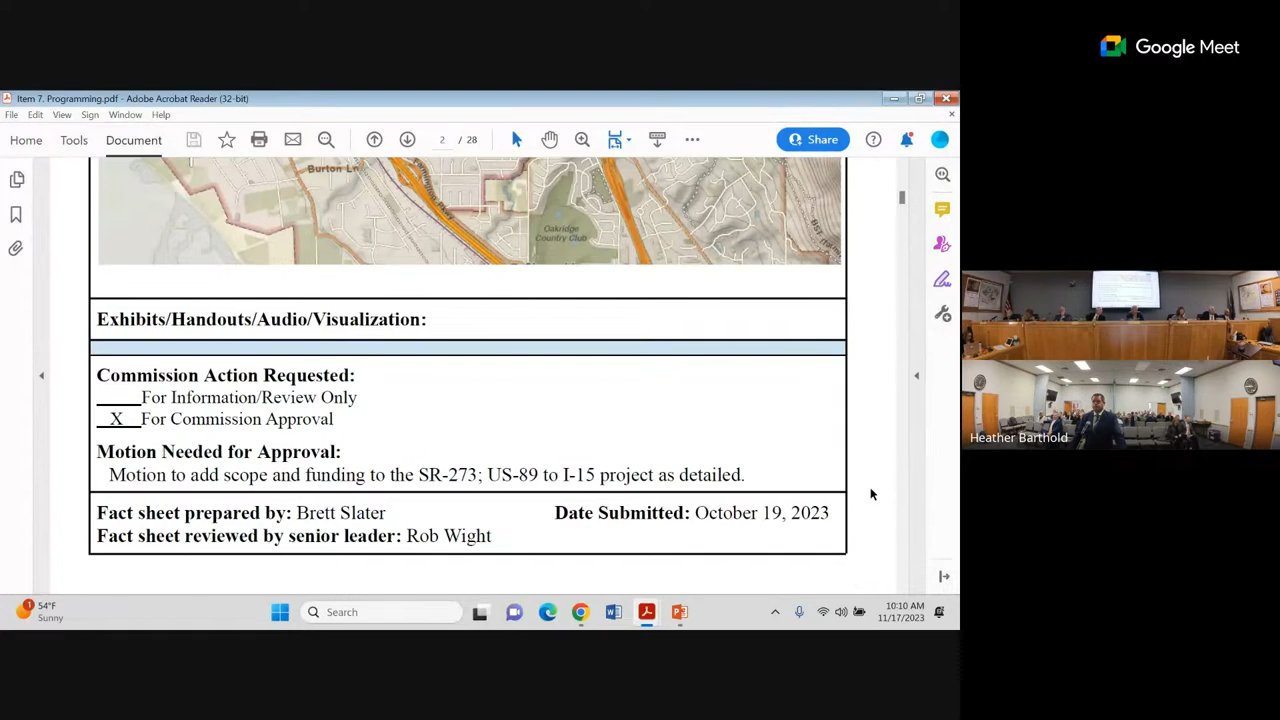 Google Meet
Item 7. Programming.pdf - Adobe Acrobat Reader (32-bit)
File Edit View Sign Window Help
Home Tools Document 2 / 28 Share
Burton Ln
Oakridge
Country Club
Exhibits/Handouts/Audio/Visualization:
Commission Action Requested:
For Information/Review Only
X For Commission Approval
Motion Needed for Approval:
Motion to add scope and funding to the SR-273; US-89 to I-15 project as detailed.
Fact sheet prepared by: Brett Slater Date Submitted: October 19, 2023
Fact sheet reviewed by senior leader: Rob Wight
Heather Barthold
1 54°F
Sunny
Search
10:10 AM
11/17/2023